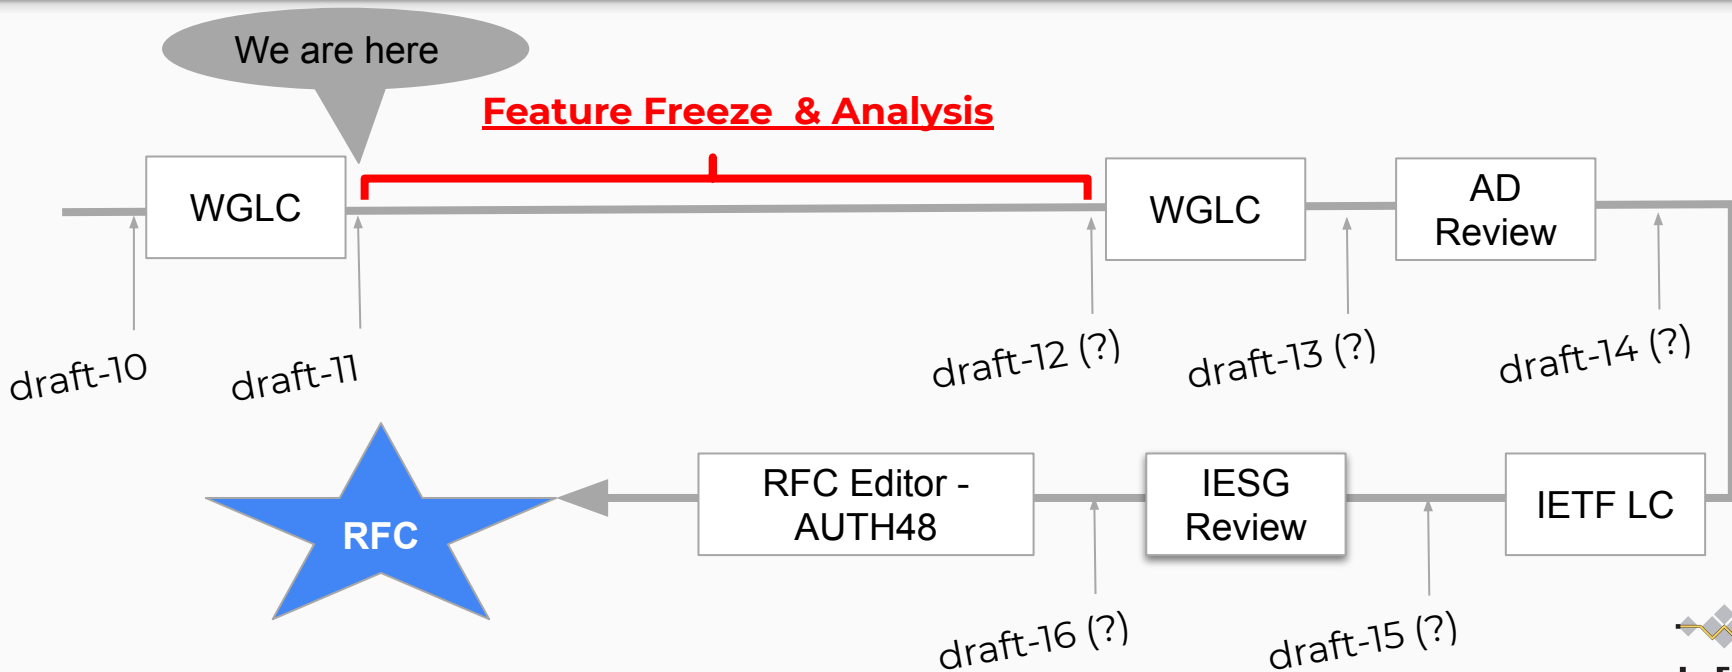 We are here
Feature Freeze & Analysis
WGLC
WGLC
AD
Review
draft-10
draft-11
draft-12 (?)
draft-13 (?)
draft-14 (?)
RFC
RFC Editor -
AUTH48
IESG
Review
IETF LC
draft-16 (?)
draft-15 (?)